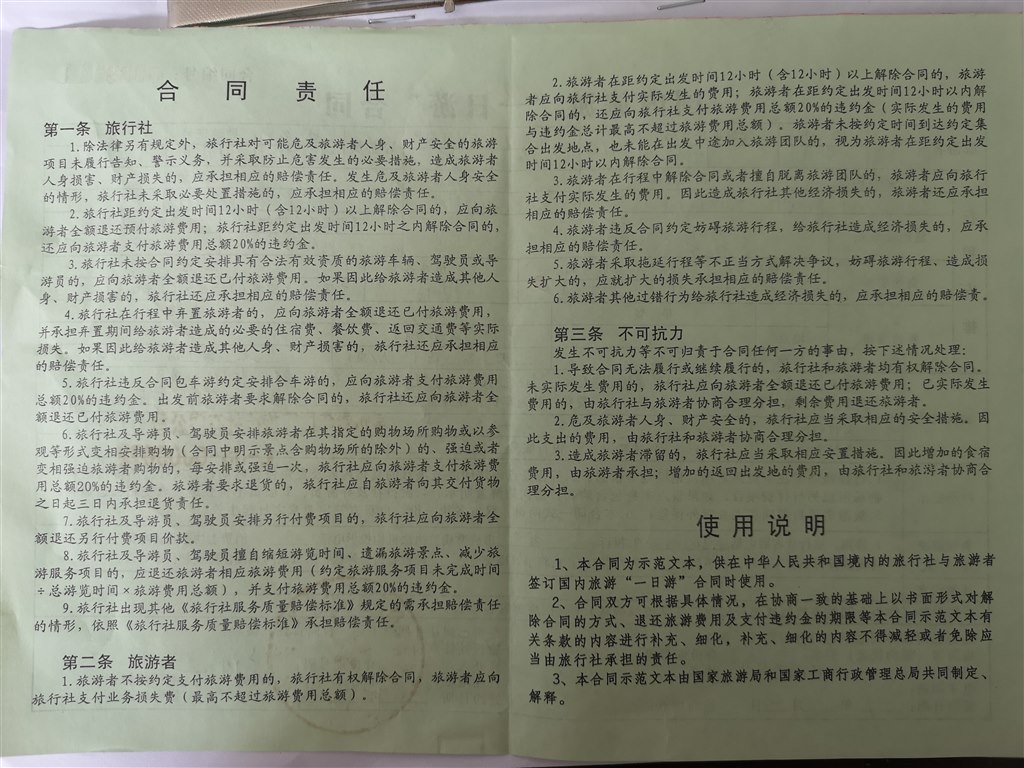 合同责任
第一条 旅行社
1.除法律另有规定外，旅行社对可能危及旅游者人身、财产安全的旅游
项目未履行告知、警示义务、并采取防止危害发生的必要措施，造成旅游者
人身损害、财产损失的，应承担相应的赔偿责任。发生危及旅游者人身安全
的情形，旅行社未采取必要处置措施的，应承担相应的赔偿责任。
2.旅行社距约定出发时间12小时（含12小时）以上解除合同的，应向旅
游者全额退还预付旅游费用；旅行社距约定出发时间12小时之内解除合同的，
还应向旅游者支付旅游费用总额20%的违约金。
3.旅行社未按合同约定安排具有合法有效资质的旅游车辆、驾驶员或导
游员的，应向旅游者全额退还已付旅游费用。如果因此给旅游者造成其他人
身、财产损害的，旅行社还应承担相应的赔偿责任。
4.旅行社在行程中弃置旅游者的，应向旅游者全额退还已付旅游费用，
并承担弃置期间给旅游者造成的必要的住宿费、餐饮费、返回交通费等实际
损失。如果因此给旅游者造成其他人身、财产损害的，旅行社还应承担相应
的赔偿责任。
5.旅行社违反合同包车游约定安排合车游的，应向旅游者支付旅游费用
总额20%的违约金。出发前旅游者要求解除合同的，旅行社还应向旅游者全
额退还已付旅游费用。
6.旅行社及导游员、驾驶员安排旅游者在其指定的购物场所购物或以参
观等形式变相安排购物（合同中明示景点含购物场所的除外）的、强迫或者
变相强迫旅游者购物的，每安排或强迫一次，旅行社应向旅游者支付旅游费
用总额20%的违约金。旅游者要求退货的，旅行社应自旅游者向其交付货物
之日起三日内承担退货责任。
7.旅行社及导游员、驾驶员安排另行付费项目的，旅行社应向旅游者全
额退还另行付费项目价款。
8.旅行社及导游员、驾驶员擅自缩短游览时间、遗漏旅游景点、减少旅
游服务项目的，应退还旅游者相应旅游费用（约定旅游服务项目未完成时间
÷总游览时间×旅游费用总额），并支付旅游费用总额20%的违约金。
9.旅行社出现其他《旅行社服务质量赔偿标准》规定的需承担赔偿责任
的情形，依照《旅行社服务质量赔偿标准》承担赔偿责任。
第二条 旅游者
1.旅游者不按约定支付旅游费用的，旅行社有权解除合同，旅游者应向
旅行社支付业务损失费（最高不超过旅游费用总额）。
2.旅游者在距约定出发时间12小时（含12小时）以上解除合同的，旅游
者应向旅行社支付实际发生的费用；旅游者在距约定出发时间12小时以内解
除合同的，还应向旅行社支付旅游费用总额20%的违约金（实际发生的费用
与违约金总计最高不超过旅游费用总额）。旅游者未按约定时间到达约定集
合出发地点，也未能在出发中途加入旅游团队的，视为旅游者在距约定出发
时间12小时以内解除合同。
3.旅游者在行程中解除合同或者擅自脱离旅游团队的，旅游者应向旅行
社支付实际发生的费用。因此造成旅行社其他经济损失的，旅游者还应承担
相应的赔偿责任。
4.旅游者违反合同约定妨碍旅游行程，给旅行社造成经济损失的，应承
担相应的赔偿责任。
5.旅游者采取拖延行程等不正当方式解决争议，妨碍旅游行程、造成损
失扩大的，应就扩大的损失承担相应的赔偿责任。
6.旅游者其他过错行为给旅行社造成经济损失的，应承担相应的赔偿责。
第三条 不可抗力
发生不可抗力等不可归责于合同任何一方的事由，按下述情况处理：
1.导致合同无法履行或继续履行的，旅行社和旅游者均有权解除合同。
未实际发生费用的，旅行社应向旅游者全额退还已付旅游费用；已实际发生
费用的，由旅行社与旅游者协商合理分担，剩余费用退还旅游者。
2.危及旅游者人身、财产安全的，旅行社应当采取相应的安全措施。因
此支出的费用，由旅行社和旅游者协商合理分担。
3.造成旅游者滞留的，旅行社应当采取相应安置措施。因此增加的食宿
费用，由旅游者承担；增加的返回出发地的费用，由旅行社和旅游者协商合
理分担。
使用说明
1、本合同为示范文本，供在中华人民共和国境内的旅行社与旅游者
签订国内旅游“一日游”合同时使用。
2、合同双方可根据具体情况，在协商一致的基础上以书面形式对解
除合同的方式、退还旅游费用及支付违约金的期限等本合同示范文本有
关条款的内容进行补充、细化，补充、细化的内容不得减轻或者免除应
当由旅行社承担的责任。
3、本合同示范文本由国家旅游局和国家工商行政管理总局共同制定、
解释。